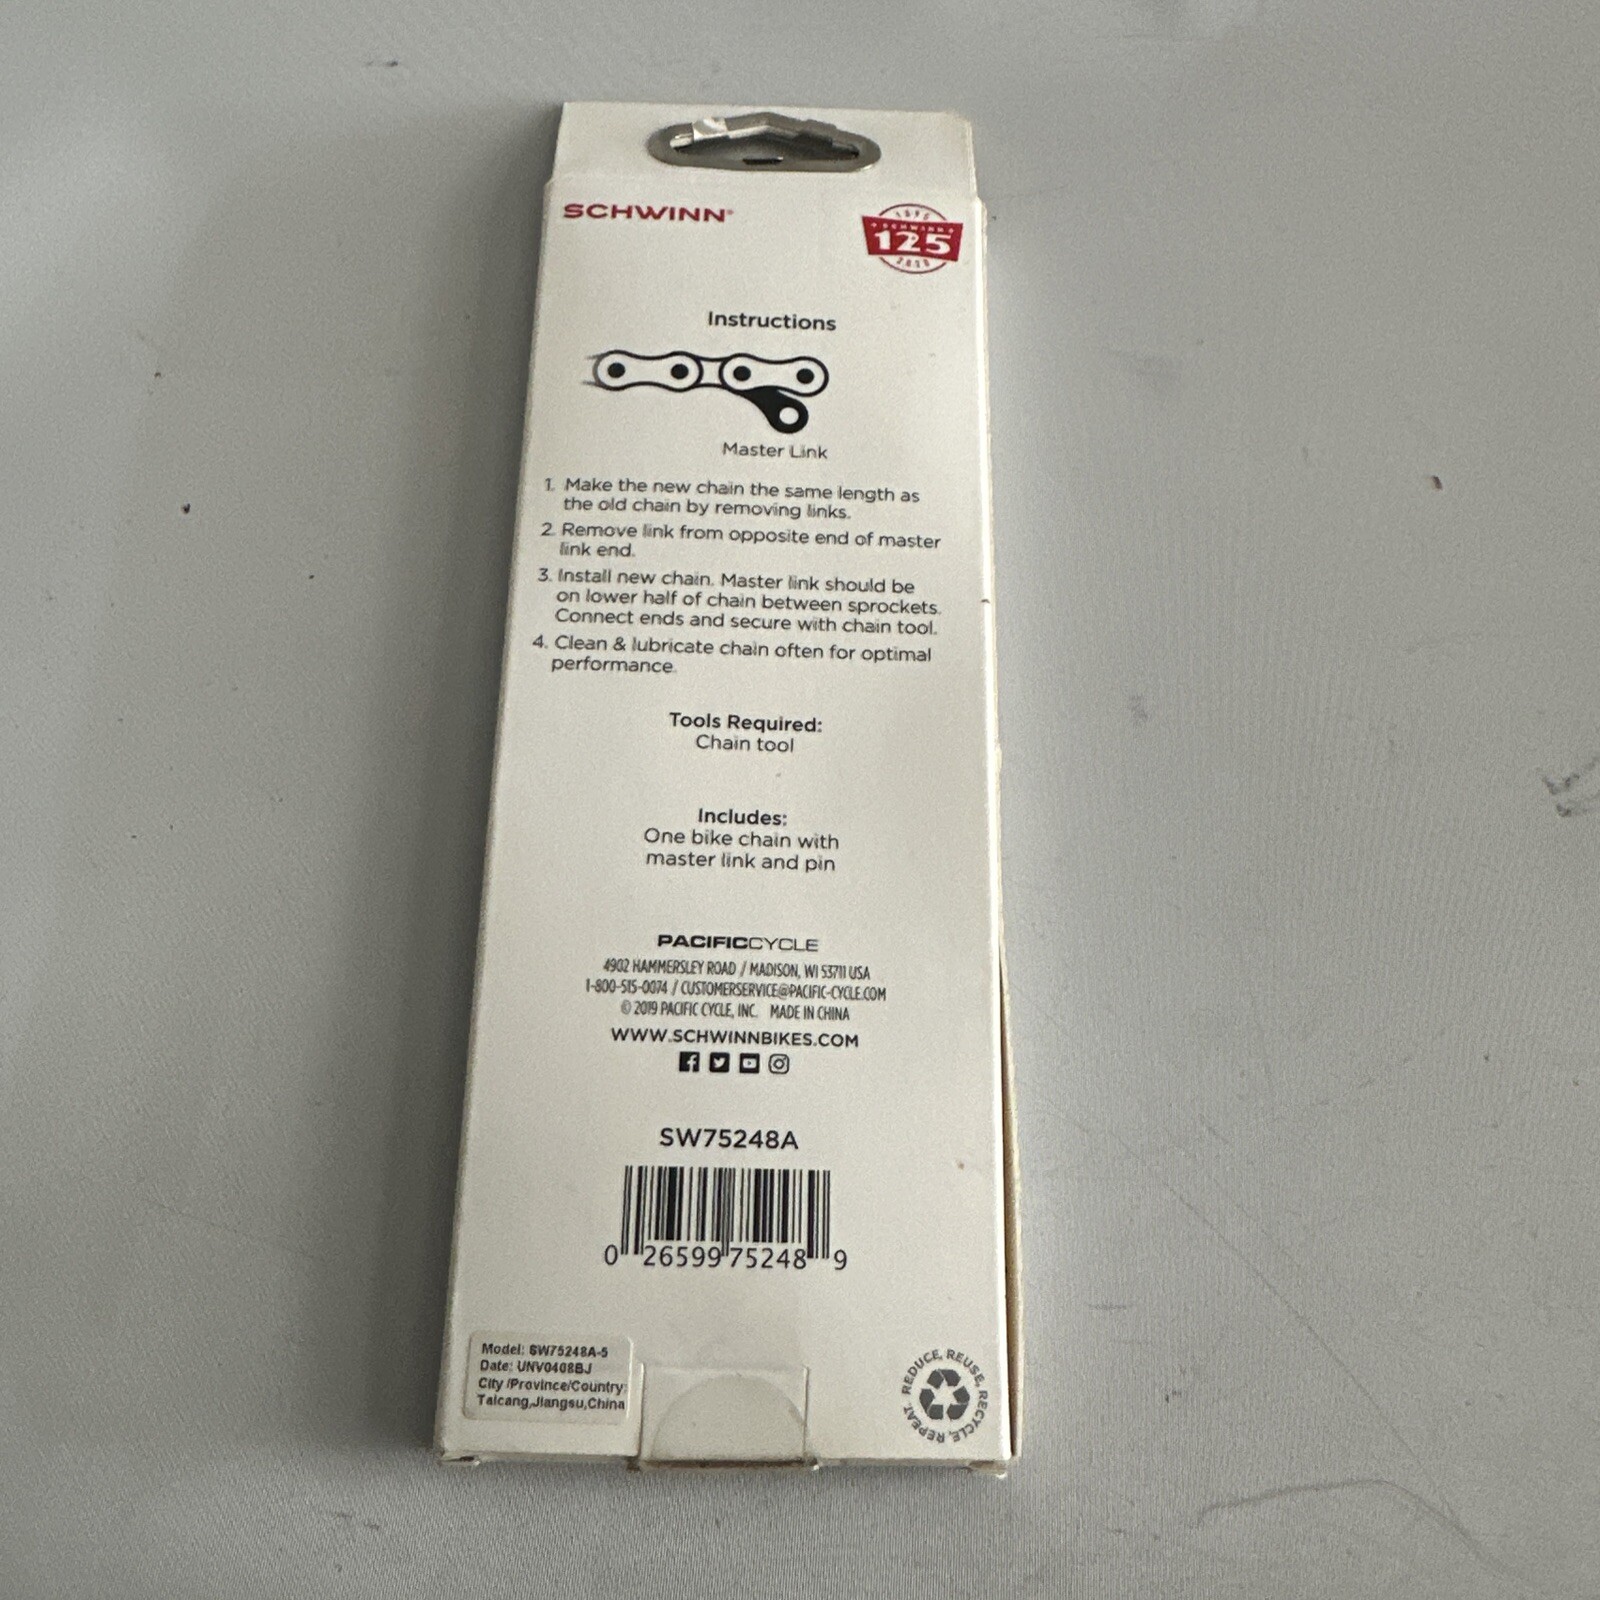 SCHWINN®
1895
SCHWINN
125
2020
Instructions
Master Link
1. Make the new chain the same length as
the old chain by removing links.
2. Remove link from opposite end of master
link end.
3. Install new chain. Master link should be
on lower half of chain between sprockets.
Connect ends and secure with chain tool.
4. Clean & lubricate chain often for optimal
performance.
Tools Required:
Chain tool
Includes:
One bike chain with
master link and pin
PACIFICCYCLE
4902 HAMMERSLEY ROAD / MADISON, WI 53711 USA
1-800-515-0074 / CUSTOMERSERVICE@PACIFIC-CYCLE.COM
© 2019 PACIFIC CYCLE, INC. MADE IN CHINA
WWW.SCHWINNBIKES.COM
SW75248A
0 26599 75248 9
Model: SW75248A-5
Date: UNV0408BJ
City/Province/Country:
Taicang,Jiangsu,China
REDUCE, REUSE, RECYCLE, REPEAT.